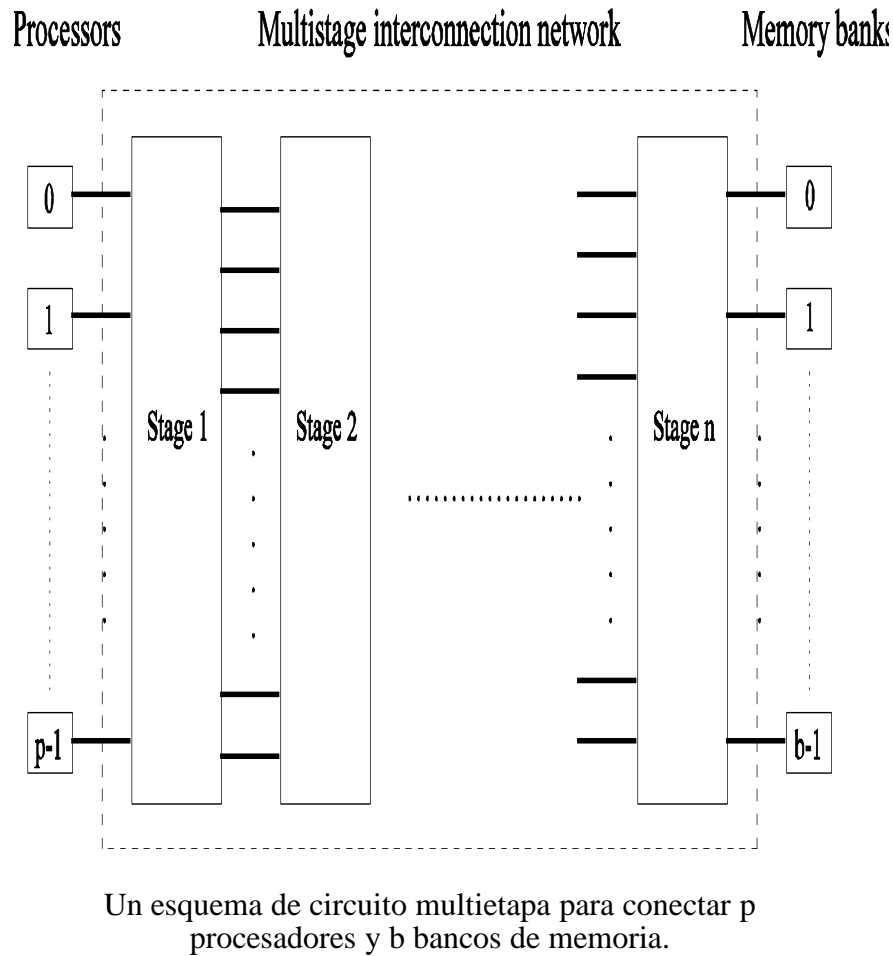 Processors Multistage interconnection network Memory banks
0 0
1 1
Stage 1 Stage 2 Stage n
p-1 b-1
Un esquema de circuito multietapa para conectar p
procesadores y b bancos de memoria.